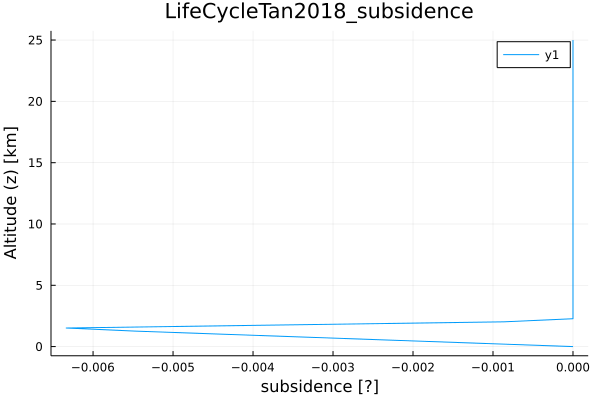 LifeCycleTan2018_subsidence
y1
Altitude (z) [km]
25
20
15
10
5
0
−0.006 −0.005 −0.004 −0.003 −0.002 −0.001 0.000
subsidence [?]